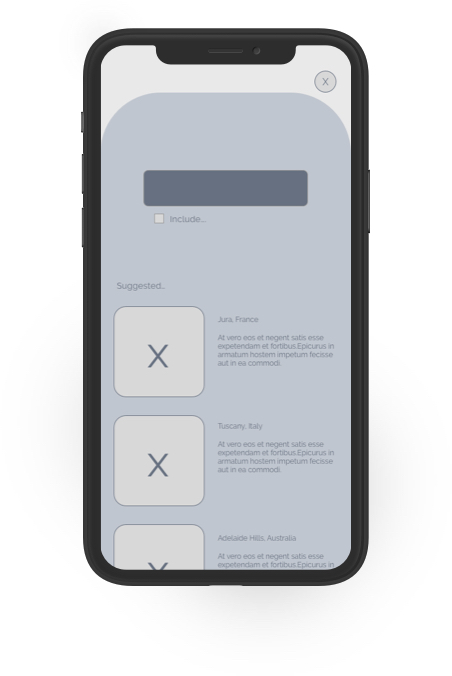 X
Include...
Suggested...
X
Jura, France
At vero eos et negent satis esse
expetendam et fortibus.Epicurus in
armatum hostem impetum fecisse
aut in ea commodi.
X
Tuscany, Italy
At vero eos et negent satis esse
expetendam et fortibus.Epicurus in
armatum hostem impetum fecisse
aut in ea commodi.
X
Adelaide Hills, Australia
At vero eos et negent satis esse
expetendam et fortibus.Epicurus in